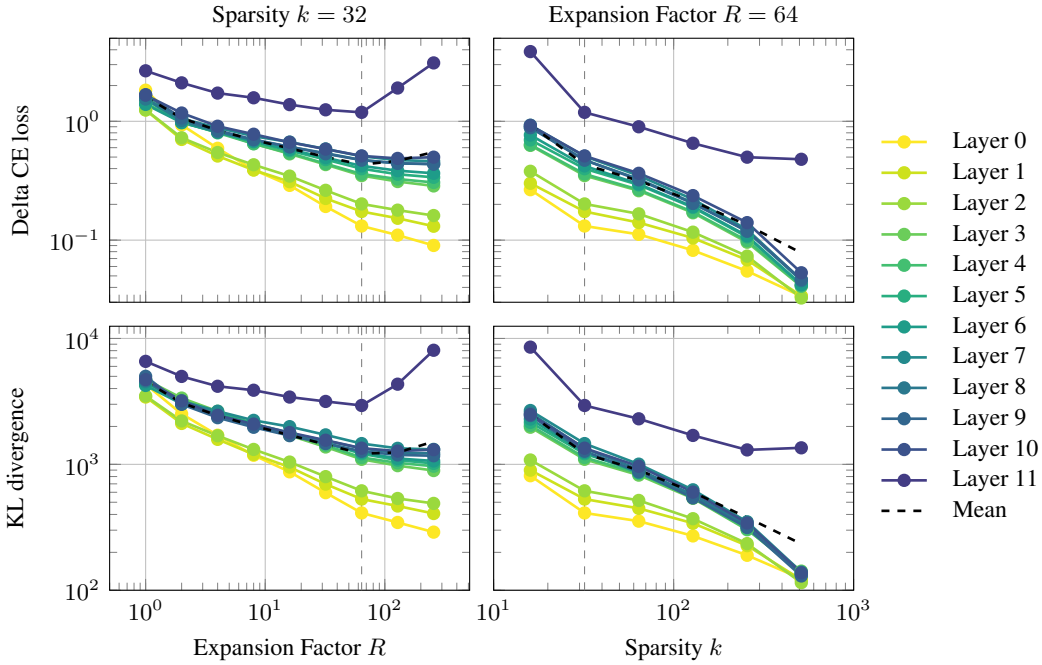 Sparsity k = 32
Expansion Factor R = 64
Delta CE loss
10^0
10^−1
KL divergence
10^4
10^3
10^2
10^0
10^1
10^2
Expansion Factor R
10^1
10^2
10^3
Sparsity k
Layer 0
Layer 1
Layer 2
Layer 3
Layer 4
Layer 5
Layer 6
Layer 7
Layer 8
Layer 9
Layer 10
Layer 11
Mean